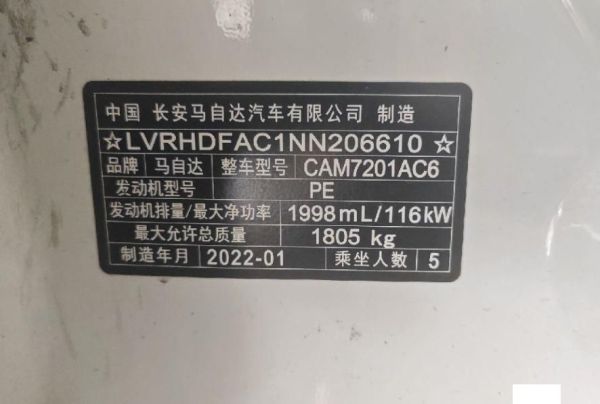 中国 长安马自达汽车有限公司 制造
☆LVRHDFAC1NN206610☆
品牌 马自达 整车型号 CAM7201AC6
发动机型号 PE
发动机排量/最大净功率 1998mL/116kW
最大允许总质量 1805 kg
制造年月 2022-01 乘坐人数 5